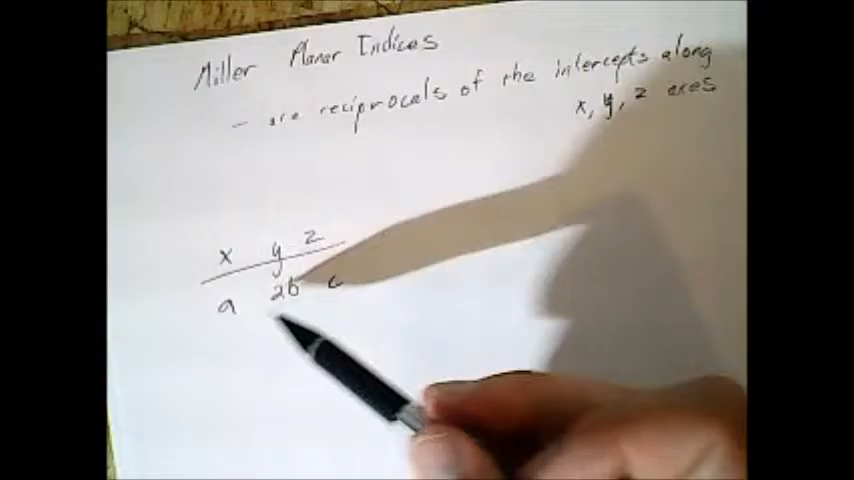 Miller Planar Indices
- are reciprocals of the intercepts along
x, y, z axes
x y z
a 2b c